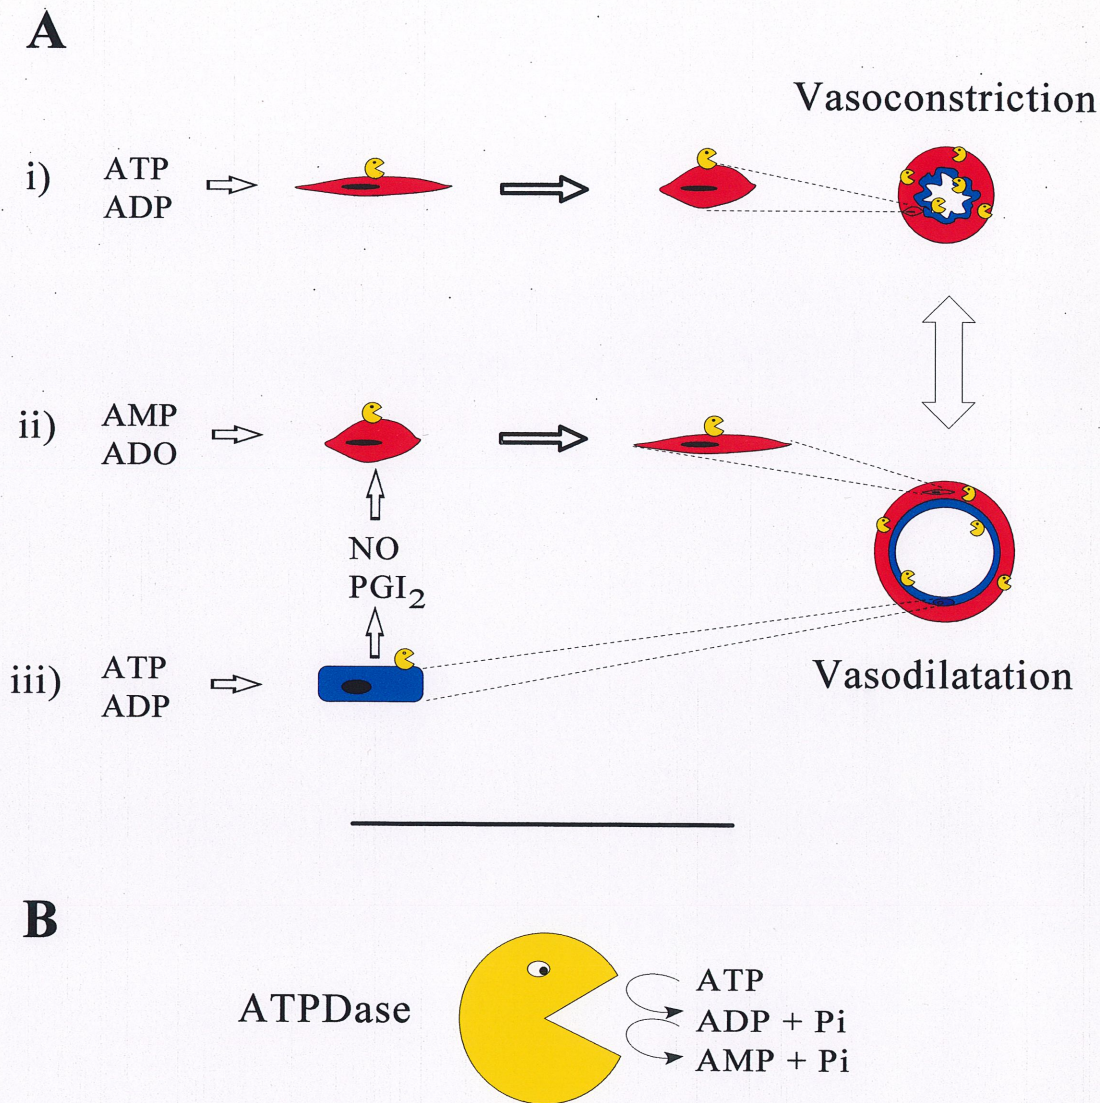 A
Vasoconstriction
i)
ATP
ADP
ii)
AMP
ADO
NO
PGI₂
iii)
ATP
ADP
Vasodilatation
B
ATPDase
ATP
ADP + Pi
AMP + Pi